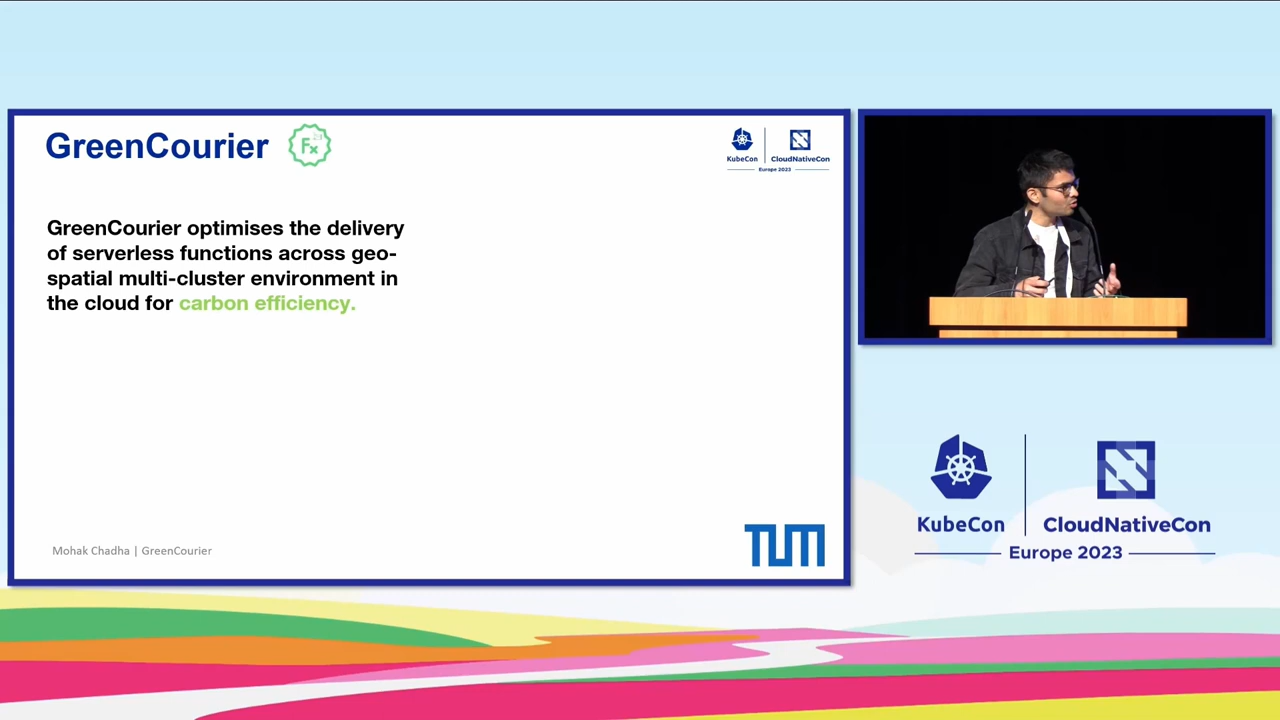 GreenCourier
Fx
KubeCon
CloudNativeCon
Europe 2023
GreenCourier optimises the delivery
of serverless functions across geo-
spatial multi-cluster environment in
the cloud for carbon efficiency.
Mohak Chadha | GreenCourier
TUM
KubeCon
CloudNativeCon
Europe 2023